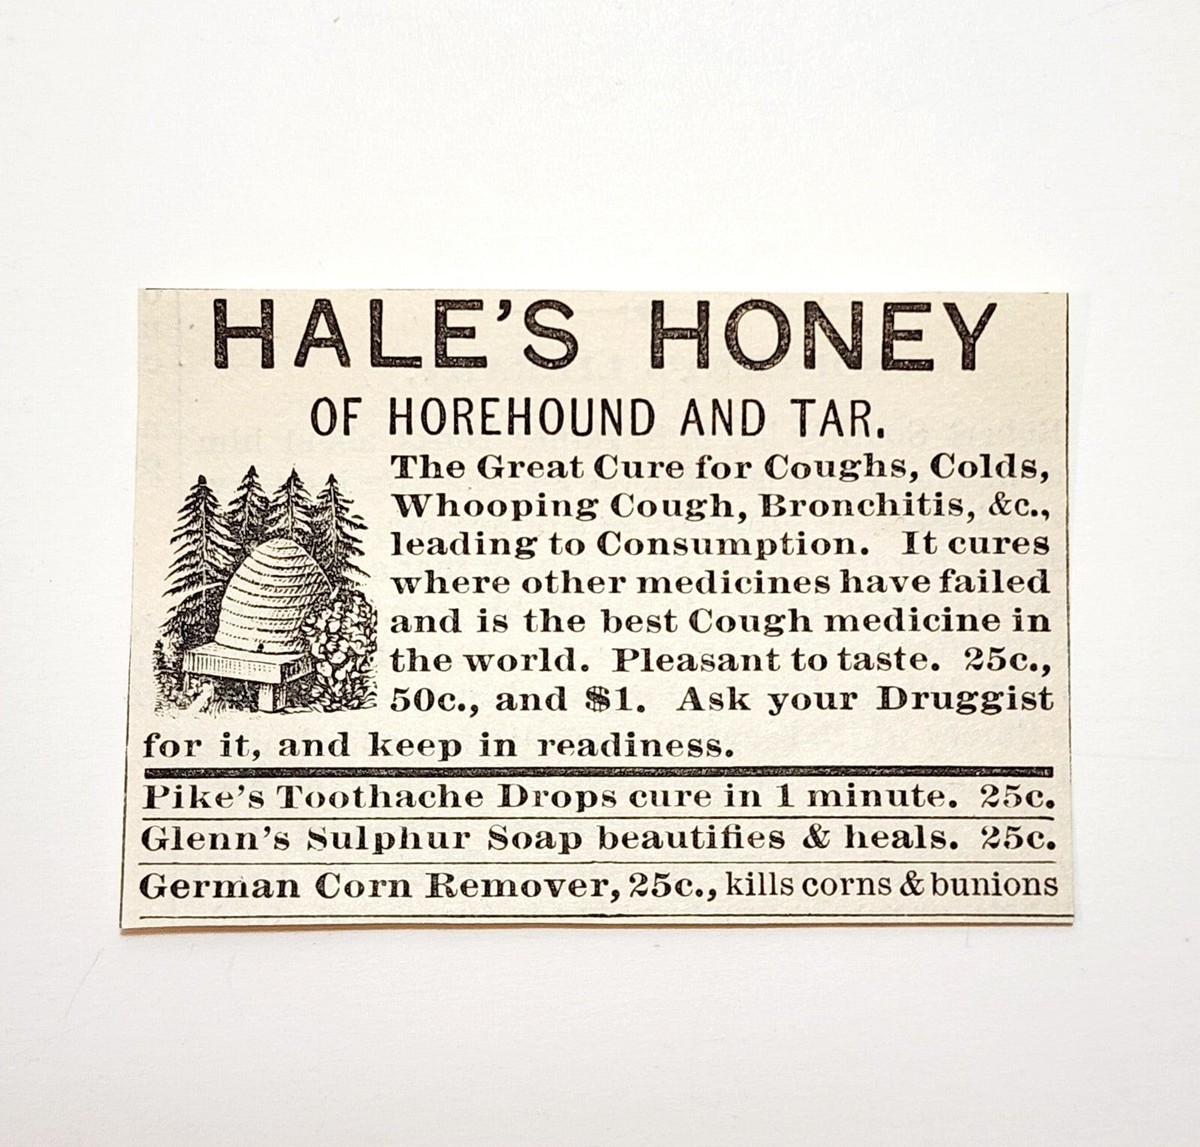 HALE'S HONEY
OF HOREHOUND AND TAR.
The Great Cure for Coughs, Colds,
Whooping Cough, Bronchitis, &c.,
leading to Consumption. It cures
where other medicines have failed
and is the best Cough medicine in
the world. Pleasant to taste. 25c.,
50c., and $1. Ask your Druggist
for it, and keep in readiness.
Pike's Toothache Drops cure in 1 minute. 25c.
Glenn's Sulphur Soap beautifies & heals. 25c.
German Corn Remover, 25c., kills corns & bunions